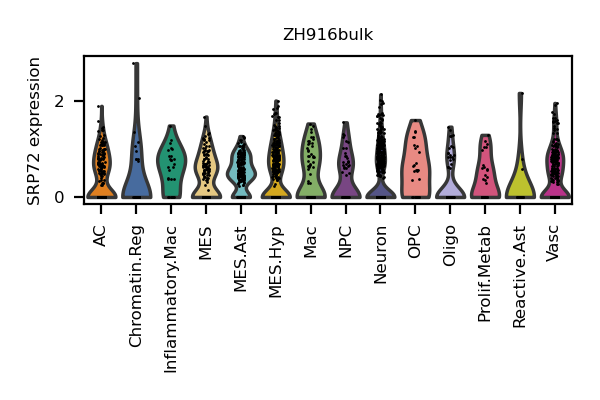 ZH916bulk
SRP72 expression
2
0
AC
Chromatin.Reg
Inflammatory.Mac
MES
MES.Ast
MES.Hyp
Mac
NPC
Neuron
OPC
Oligo
Prolif.Metab
Reactive.Ast
Vasc